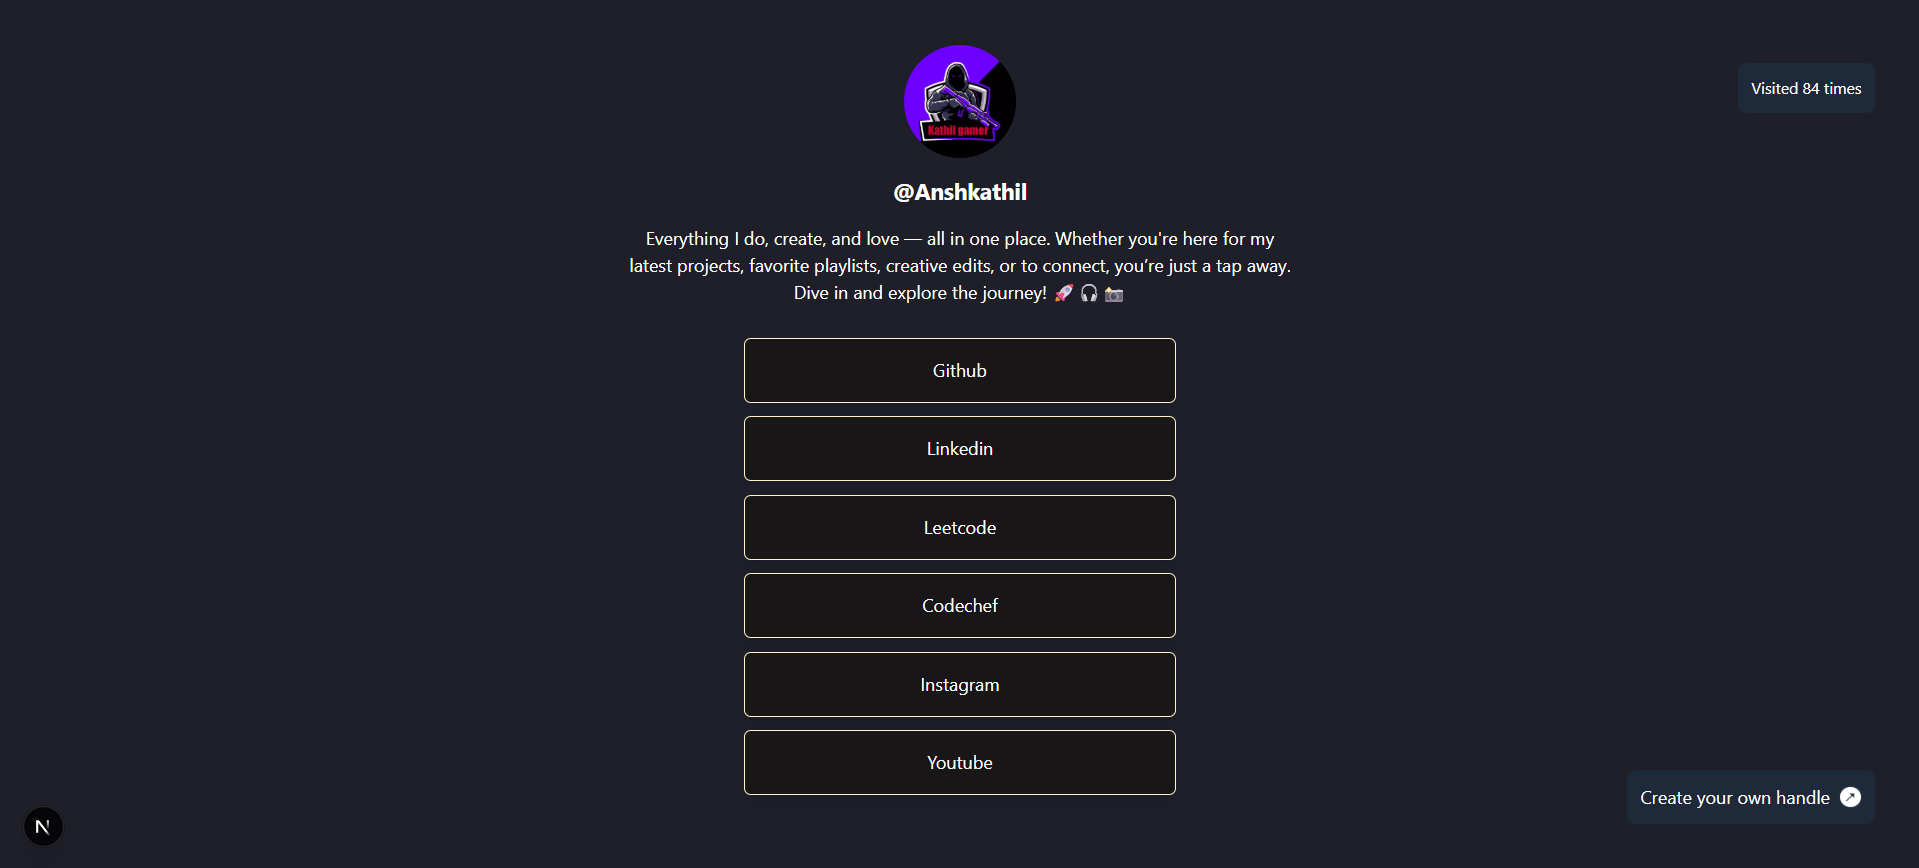 Visited 84 times
Kathil gamer
@Anshkathil
Everything I do, create, and love — all in one place. Whether you're here for my
latest projects, favorite playlists, creative edits, or to connect, you’re just a tap away.
Dive in and explore the journey! 🚀 🎧 📸
Github
Linkedin
Leetcode
Codechef
Instagram
Youtube
Create your own handle
N